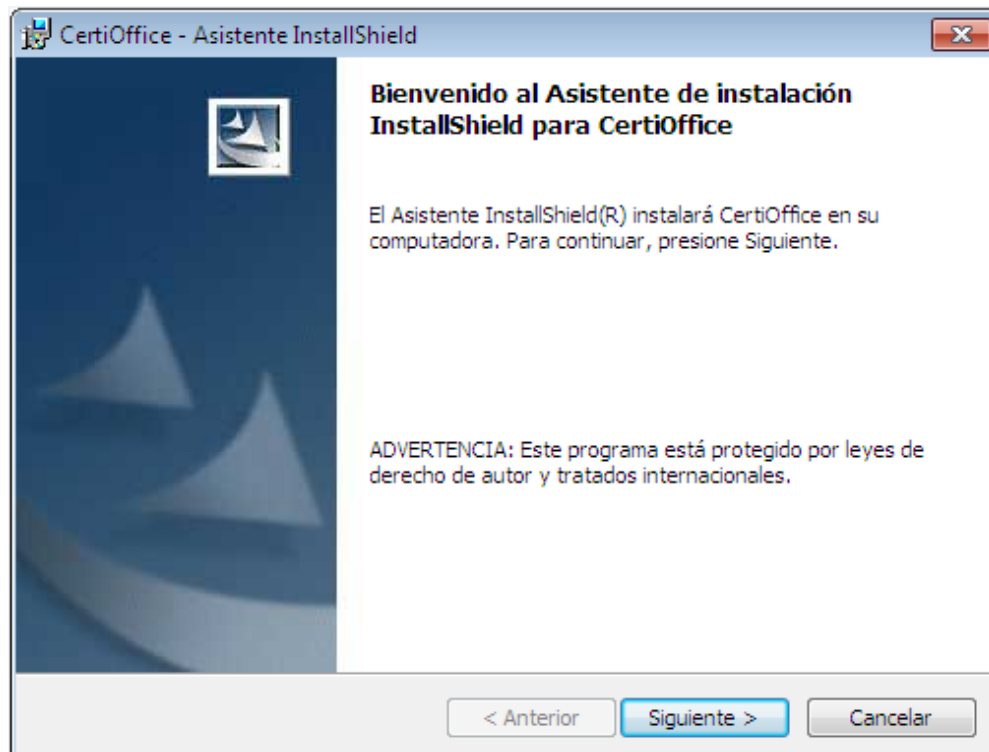 CertiOffice - Asistente InstallShield
Bienvenido al Asistente de instalación
InstallShield para CertiOffice
El Asistente InstallShield(R) instalará CertiOffice en su
computadora. Para continuar, presione Siguiente.
ADVERTENCIA: Este programa está protegido por leyes de
derecho de autor y tratados internacionales.
< Anterior
Siguiente >
Cancelar